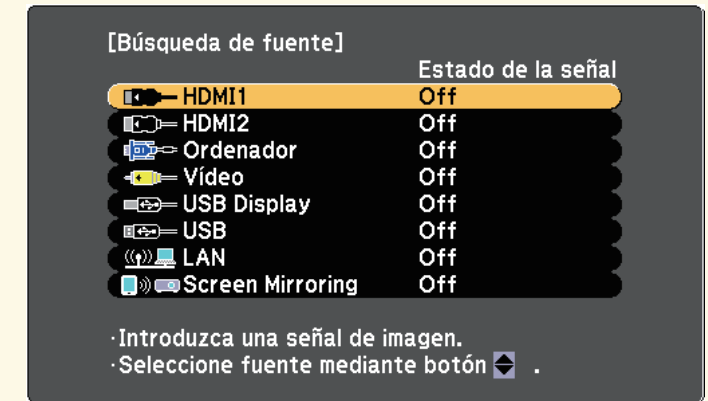 [Búsqueda de fuente]
Estado de la señal
HDMI1 Off
HDMI2 Off
Ordenador Off
Vídeo Off
USB Display Off
USB Off
LAN Off
Screen Mirroring Off
·Introduzca una señal de imagen.
·Seleccione fuente mediante botón .